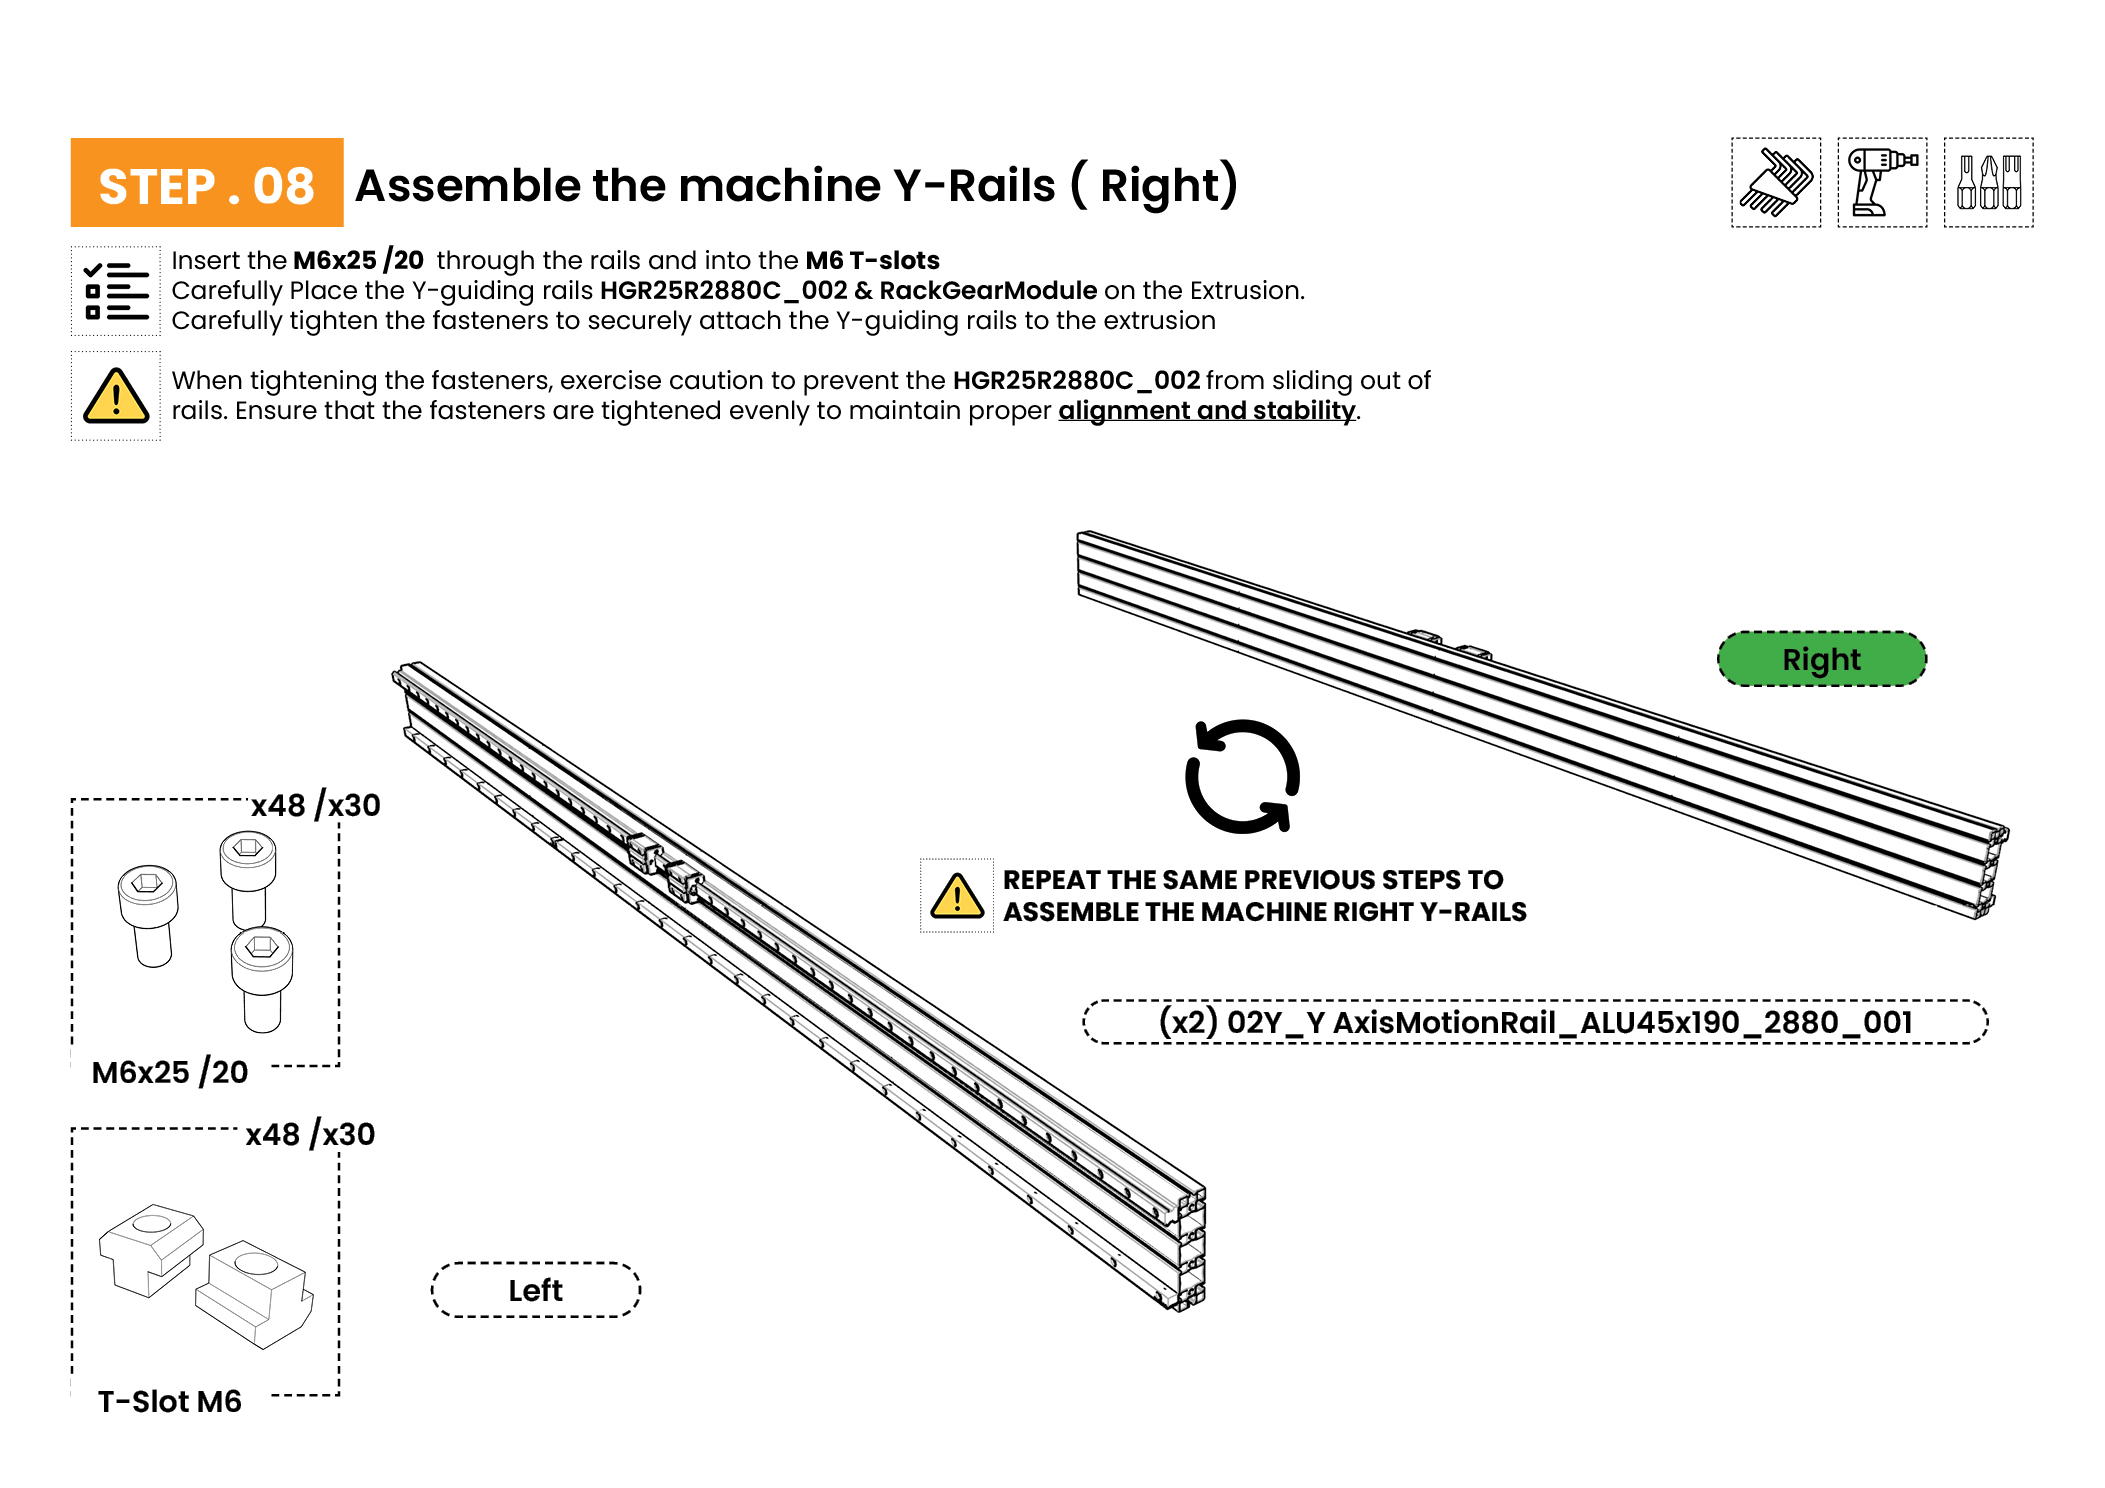 STEP . 08 Assemble the machine Y-Rails ( Right)
Insert the M6x25 /20 through the rails and into the M6 T-slots
Carefully Place the Y-guiding rails HGR25R2880C_002 & RackGearModule on the Extrusion.
Carefully tighten the fasteners to securely attach the Y-guiding rails to the extrusion
When tightening the fasteners, exercise caution to prevent the HGR25R2880C_002 from sliding out of
rails. Ensure that the fasteners are tightened evenly to maintain proper alignment and stability.
Right
x48 /x30
M6x25 /20
REPEAT THE SAME PREVIOUS STEPS TO
ASSEMBLE THE MACHINE RIGHT Y-RAILS
(x2) 02Y_Y AxisMotionRail_ALU45x190_2880_001
x48 /x30
T-Slot M6
Left